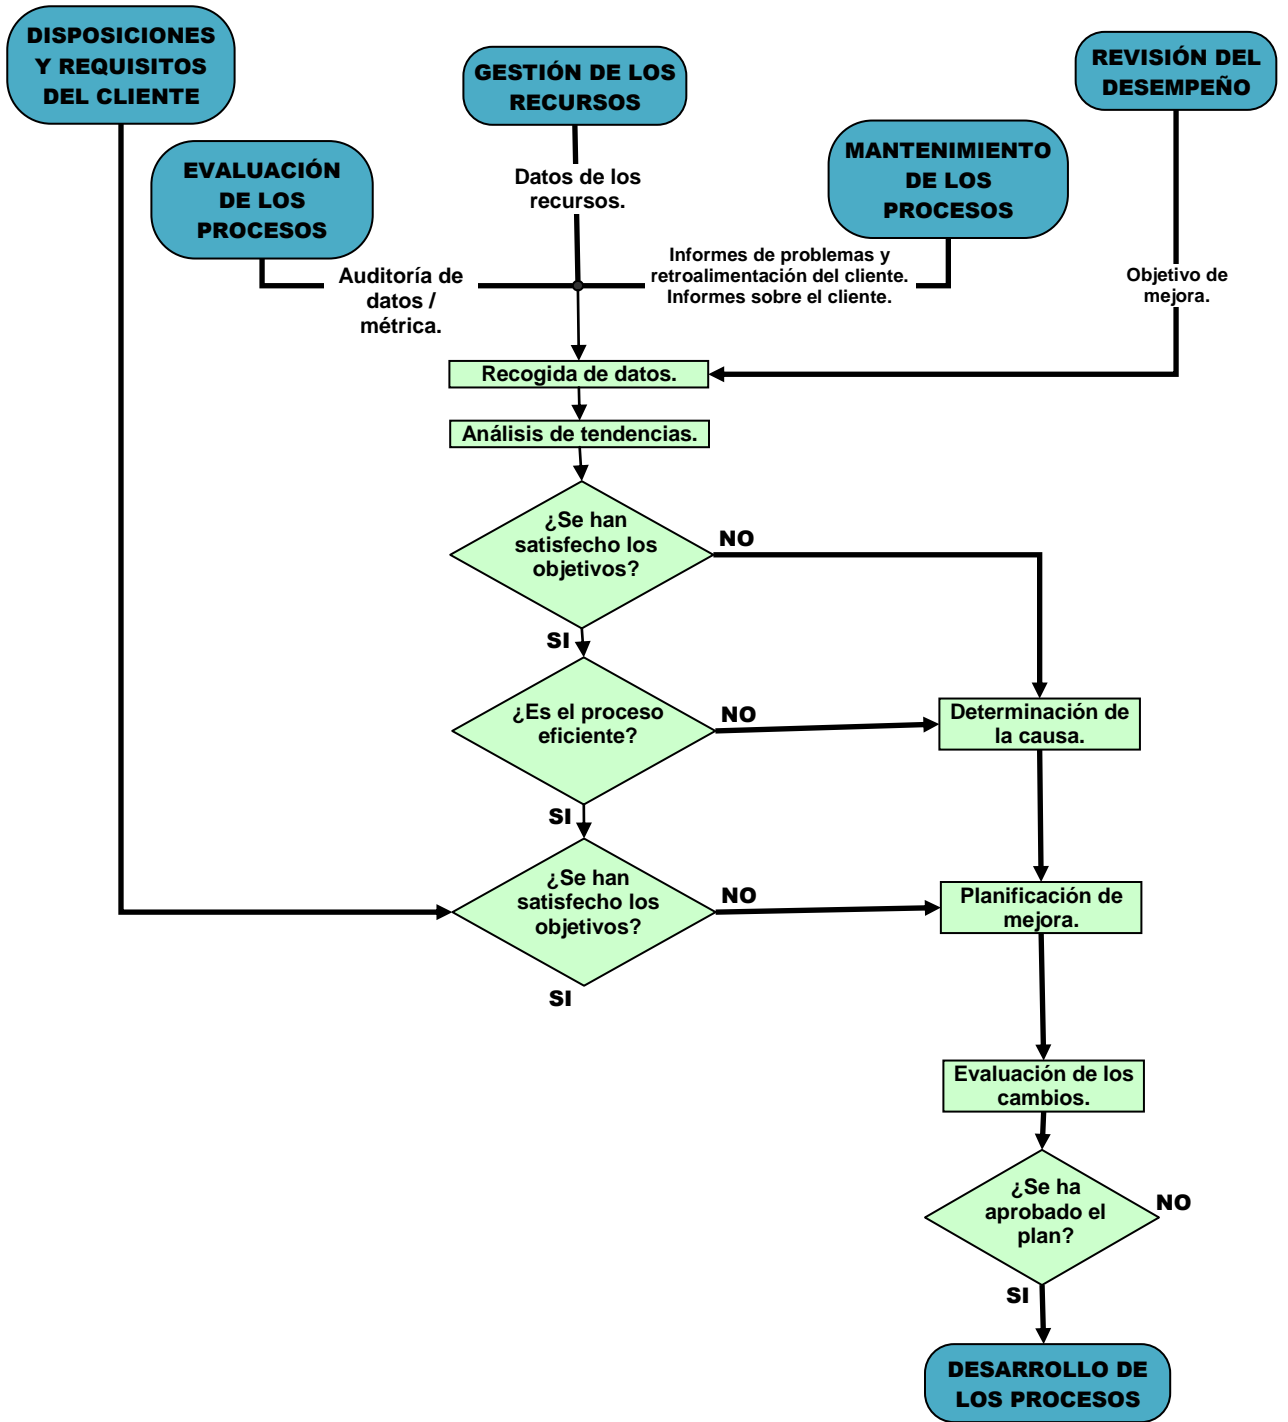 DISPOSICIONES
Y REQUISITOS
DEL CLIENTE
GESTIÓN DE LOS
RECURSOS
REVISIÓN DEL
DESEMPEÑO
EVALUACIÓN
DE LOS
PROCESOS
MANTENIMIENTO
DE LOS
PROCESOS
Datos de los
recursos.
Auditoría de
datos /
métrica.
Informes de problemas y
retroalimentación del cliente.
Informes sobre el cliente.
Objetivo de
mejora.
Recogida de datos.
Análisis de tendencias.
¿Se han
satisfecho los
objetivos?
NO
SI
¿Es el proceso
eficiente?
NO
Determinación de
la causa.
SI
¿Se han
satisfecho los
objetivos?
NO
Planificación de
mejora.
SI
Evaluación de los
cambios.
¿Se ha
aprobado el
plan?
NO
SI
DESARROLLO DE
LOS PROCESOS